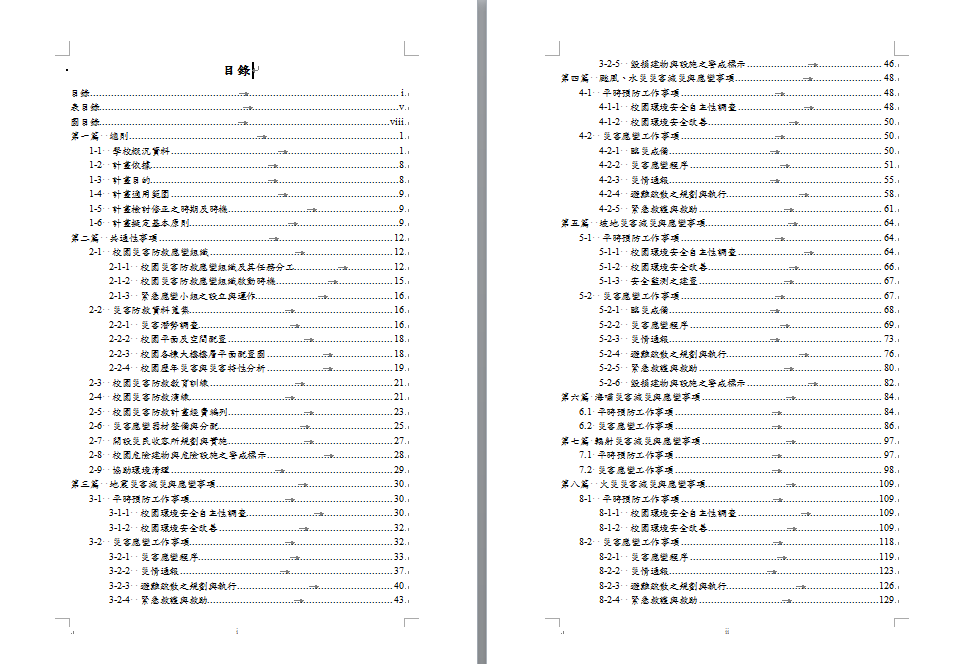 目錄
目錄 i
表目錄 v
圖目錄 viii
第一篇 總則 1
1-1 學校概況資料 1
1-2 計畫依據 8
1-3 計畫目的 8
1-4 計畫適用範圍 9
1-5 計畫檢討修正之時期及時機 9
1-6 計畫擬定基本原則 9
第二篇 共通性事項 12
2-1 校園災害防救應變組織 12
2-1-1 校園災害防救應變組織及其任務分工 12
2-1-2 校園災害防救應變組織啟動時機 15
2-1-3 緊急應變小組之設立與運作 16
2-2 災害防救資料蒐集 16
2-2-1 災害潛勢調查 16
2-2-2 校園平面及空間配置 18
2-2-3 校園各棟大樓樓層平面配置圖 18
2-2-4 校園歷年災害與災害特性分析 19
2-3 校園災害防救教育訓練 21
2-4 校園災害防救演練 21
2-5 校園災害防救計畫經費編列 23
2-6 災害應變器材整備與分配 25
2-7 開設災民收容所規劃與實施 27
2-8 校園危險建物與危險設施之警戒標示 28
2-9 協助環境清理 29
第三篇 地震災害減災與應變事項 30
3-1 平時預防工作事項 30
3-1-1 校園環境安全自主性調查 30
3-1-2 校園環境安全改善 32
3-2 災害應變工作事項 32
3-2-1 災害應變程序 33
3-2-2 災情通報 37
3-2-3 避難疏散之規劃與執行 40
3-2-4 緊急救護與救助 43
i
3-2-5 毀損建物與設施之警戒標示 46
第四篇 颱風、水災災害減災與應變事項 48
4-1 平時預防工作事項 48
4-1-1 校園環境安全自主性調查 48
4-1-2 校園環境安全改善 50
4-2 災害應變工作事項 50
4-2-1 臨災戒備 50
4-2-2 災害應變程序 51
4-2-3 災情通報 55
4-2-4 避難疏散之規劃與執行 58
4-2-5 緊急救護與救助 61
第五篇 坡地災害減災與應變事項 64
5-1 平時預防工作事項 64
5-1-1 校園環境安全自主性調查 64
5-1-2 校園環境安全改善 66
5-1-3 安全監測之建置 67
5-2 災害應變工作事項 67
5-2-1 臨災戒備 68
5-2-2 災害應變程序 69
5-2-3 災情通報 73
5-2-4 避難疏散之規劃與執行 76
5-2-5 緊急救護與救助 80
5-2-6 毀損建物與設施之警戒標示 82
第六篇 海嘯災害減災與應變事項 84
6.1 平時預防工作事項 84
6.2 災害應變工作事項 86
第七篇 輻射災害減災與應變事項 97
7.1 平時預防工作事項 97
7.2 災害應變工作事項 98
第八篇 火災災害減災與應變事項 109
8-1 平時預防工作事項 109
8-1-1 校園環境安全自主性調查 109
8-1-2 校園環境安全改善 109
8-2 災害應變工作事項 118
8-2-1 災害應變程序 119
8-2-2 災情通報 123
8-2-3 避難疏散之規劃與執行 126
8-2-4 緊急救護與救助 129
ii